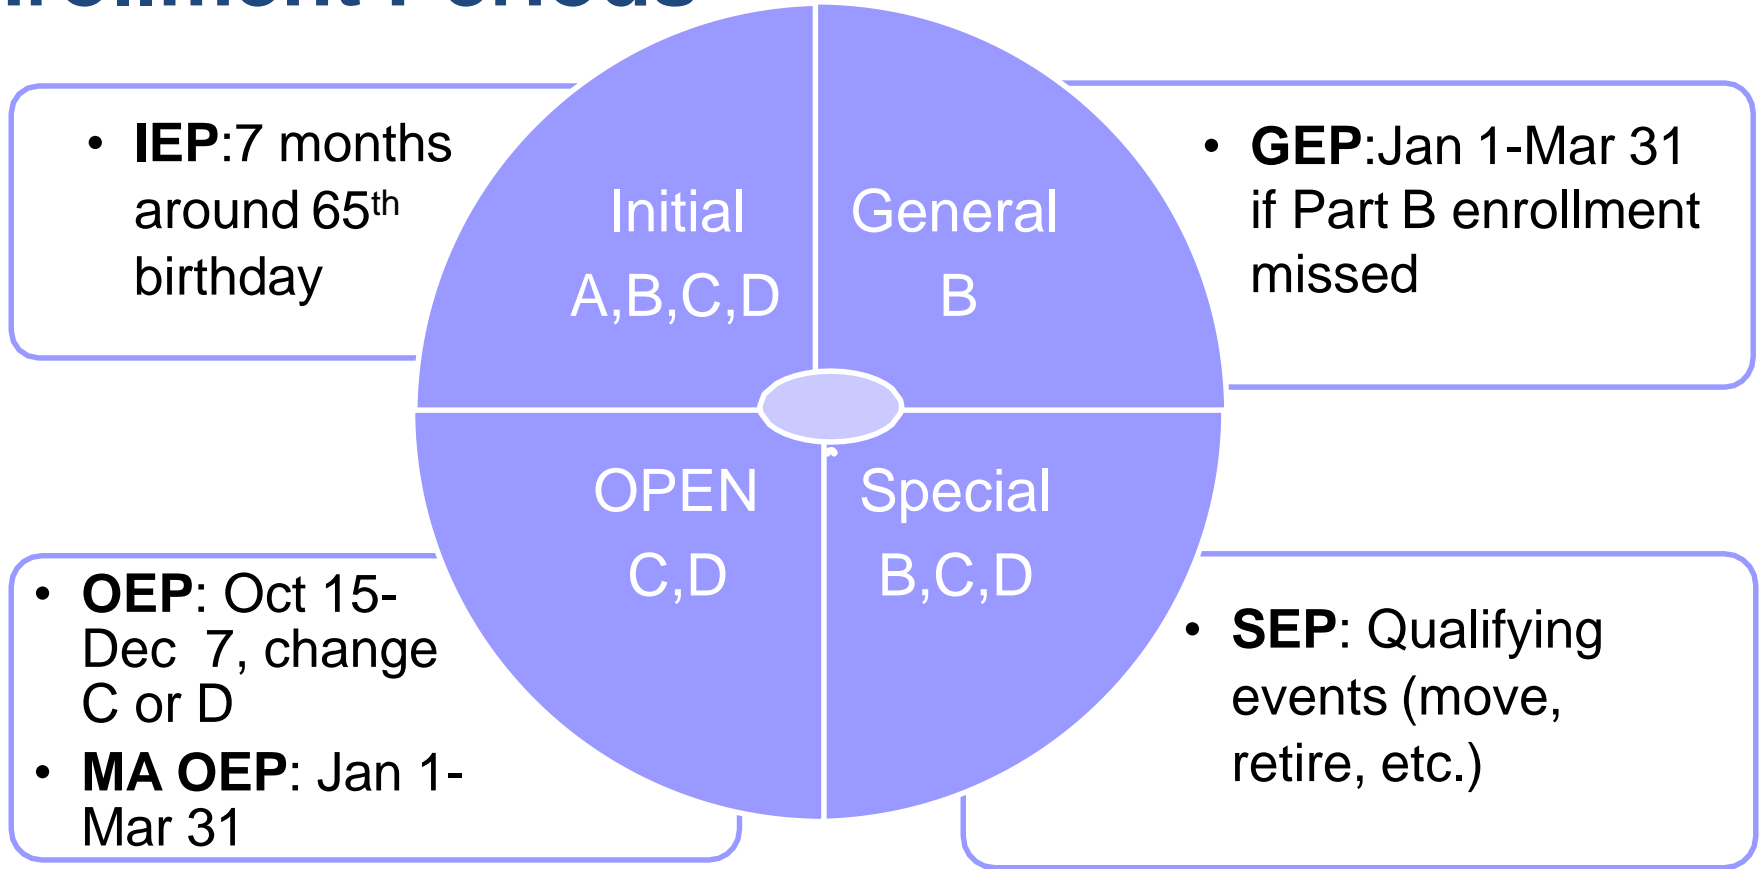 Periods
• IEP:7 months
around 65th
birthday
Initial
A,B,C,D
General
B
• GEP:Jan 1-Mar 31
if Part B enrollment
missed
OPEN
C,D
Special
B,C,D
• OEP: Oct 15-
Dec  7, change
C or D
• MA OEP: Jan 1-
Mar 31
• SEP: Qualifying
events (move,
retire, etc.)